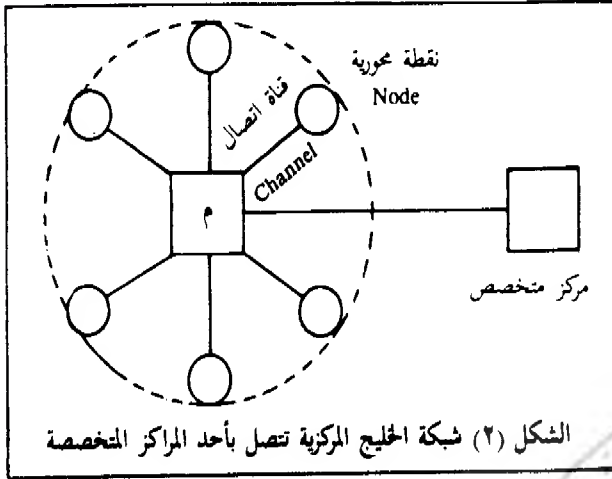 نقطة محورية
Node
قناة اتصال
Channel
م
مركز متخصص
الشكل (٢) شبكة الخليج المركزية تتصل بأحد المراكز المتخصصة